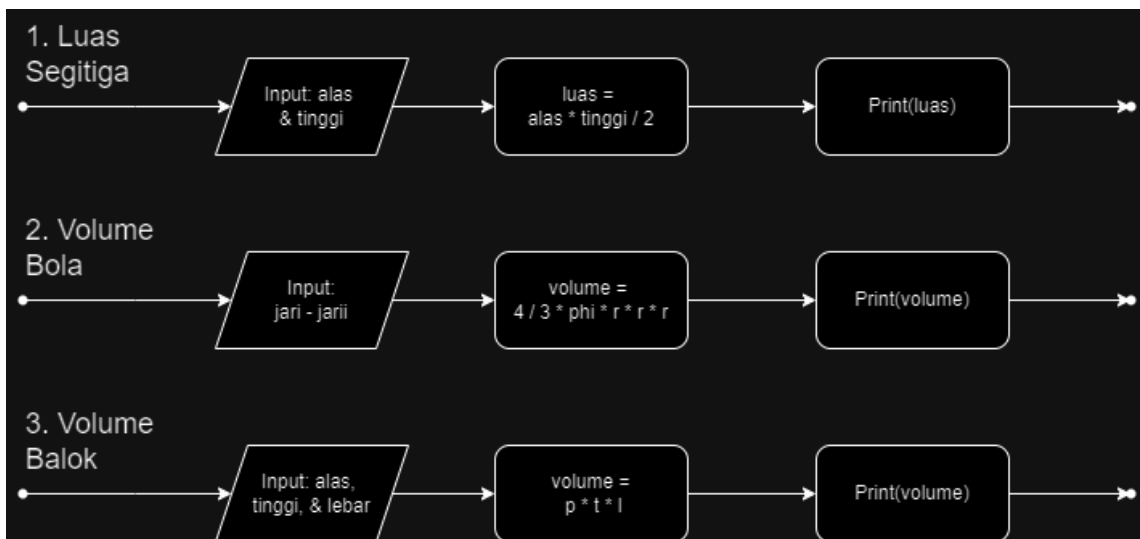 1. Luas
Segitiga
Input: alas
& tinggi
luas =
alas * tinggi / 2
Print(luas)
2. Volume
Bola
Input:
jari - jarii
volume =
4 / 3 * phi * r * r * r
Print(volume)
3. Volume
Balok
Input: alas,
tinggi, & lebar
volume =
p * t * l
Print(volume)